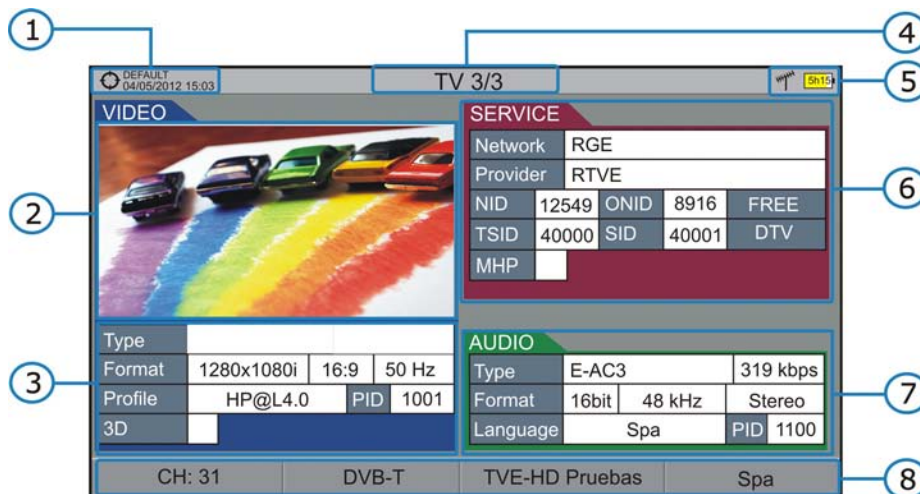 1
4
DEFAULT
04/05/2012 15:03
TV 3/3
5h15
5
VIDEO
2
SERVICE
Network RGE
Provider RTVE
NID 12549 ONID 8916 FREE
TSID 40000 SID 40001 DTV
MHP
6
Type
Format 1280x1080i 16:9 50 Hz
Profile HP@L4.0 PID 1001
3D
3
AUDIO
Type E-AC3 319 kbps
Format 16bit 48 kHz Stereo
Language Spa PID 1100
7
CH: 31 DVB-T TVE-HD Pruebas Spa
8